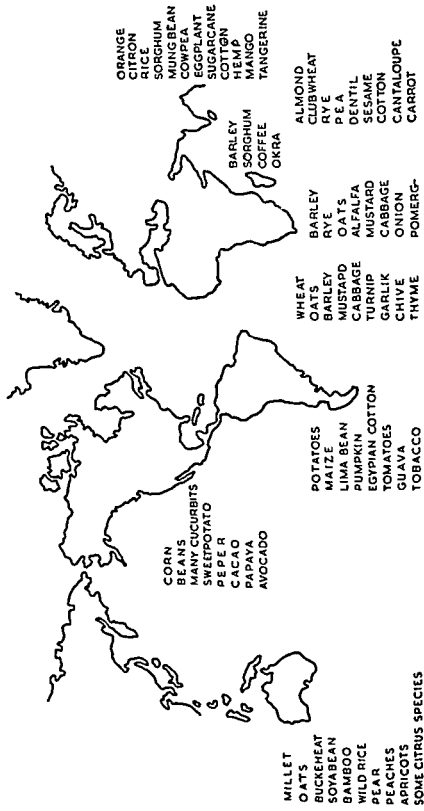 MILLET
OATS
BUCKEHEAT
SOYABEAN
BAMBOO
WILD RICE
PEAR
PEACHES
APRICOTS
SOME CITRUS SPECIES
CORN
BEANS
MANY CUCURBITS
SWEETPOTATO
PEPER
CACAO
PAPAYA
AVOCADO
POTATOES
MAIZE
LIMA BEAN
PUMPKIN
EGYPIAN COTTON
TOMATOES
GUAVA
TOBACCO
WHEAT
OATS
BARLEY
MUSTAPD
CABBAGE
TURNIP
GARLIK
CHIVE
THYME
BARLEY
RYE
OATS
ALFALFA
MUSTARD
CABBAGE
ONION
POMERG-
BARLEY
SORGHUM
COFFEE
OKRA
ORANGE
CITRON
RICE
SORGHUM
MUNG BEAN
COWPEA
EGGPLANT
SUGARCANE
COTTON
HEMP
MANGO
TANGERINE
ALMOND
CLUBWHEAT
RYE
PEA
DENTIL
SESAME
COTTON
CANTALOUPE
CARROT